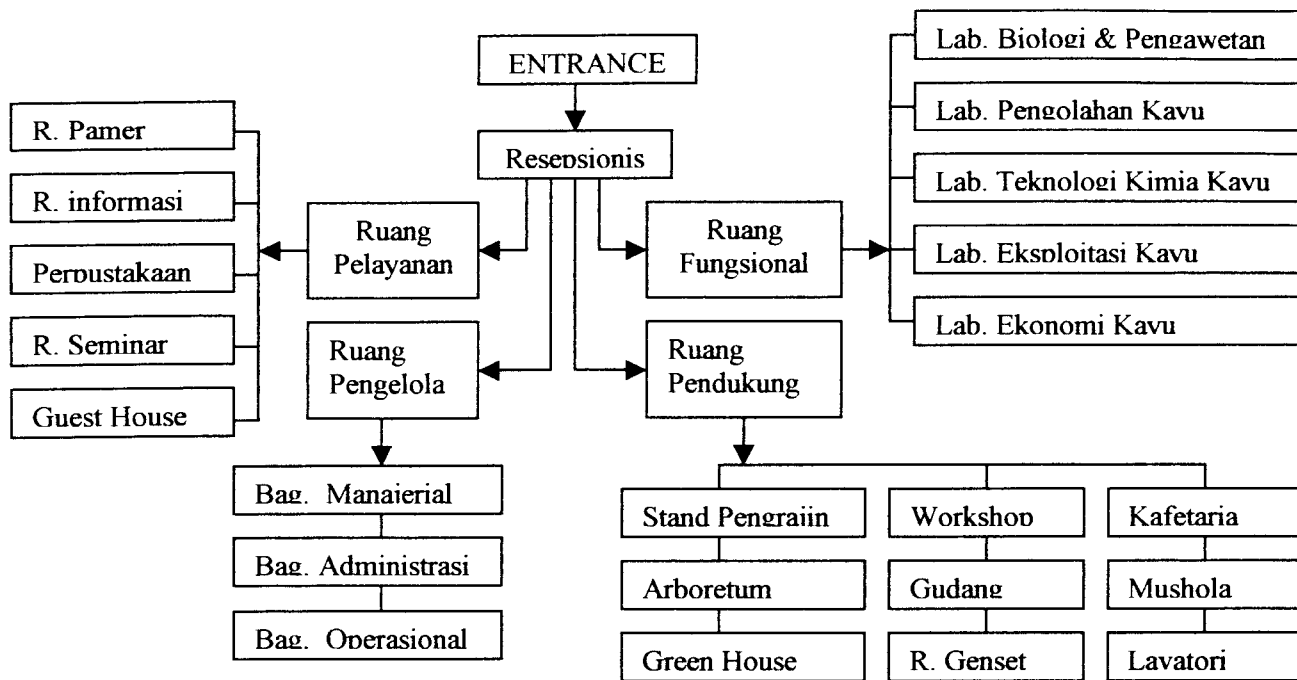 ENTRANCE
Resepsionis
R. Pamer
R. informasi
Perpustakaan
R. Seminar
Guest House
Ruang
Pelayanan
Ruang
Pengelola
Bag. Manajerial
Bag. Administrasi
Bag. Operasional
Ruang
Fungsional
Lab. Biologi & Pengawetan
Lab. Pengolahan Kayu
Lab. Teknologi Kimia Kayu
Lab. Eksploitasi Kayu
Lab. Ekonomi Kayu
Ruang
Pendukung
Stand Pengrajin
Arboretum
Green House
Workshop
Gudang
R. Genset
Kafetaria
Mushola
Lavatori